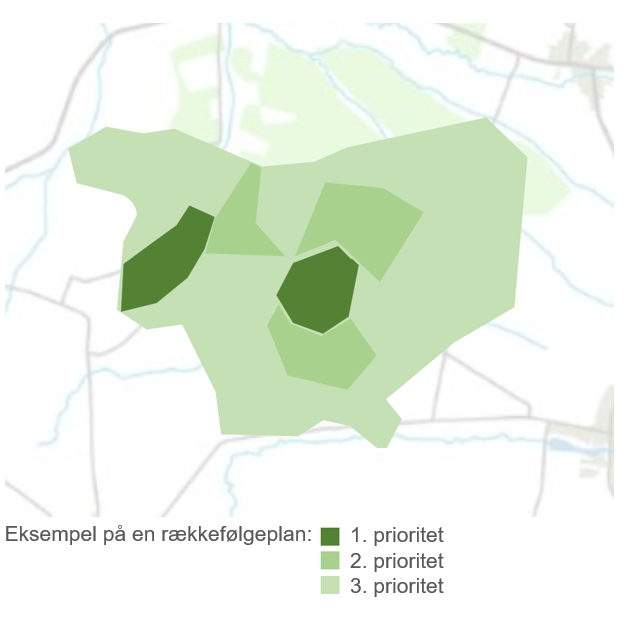 Eksempel på en rækkefølgeplan:
1. prioritet
2. prioritet
3. prioritet